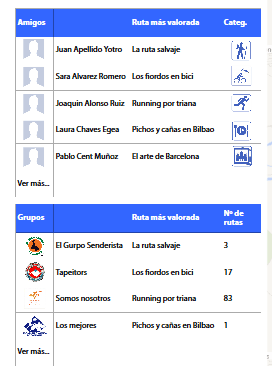 Amigos Ruta más valorada Categ.
Juan Apellido Yotro La ruta salvaje
Sara Alvarez Romero Los fiordos en bici
Joaquin Alonso Ruiz Running por triana
Laura Chaves Egea Pichos y cañas en Bilbao
Pablo Cent Muñoz El arte de Barcelona
Ver más...
Grupos Ruta más valorada Nº de rutas
El Gurpo Senderista La ruta salvaje 3
Tapeitors Los fiordos en bici 17
Somos nosotros Running por triana 83
Los mejores Pichos y cañas en Bilbao 1
Ver más...